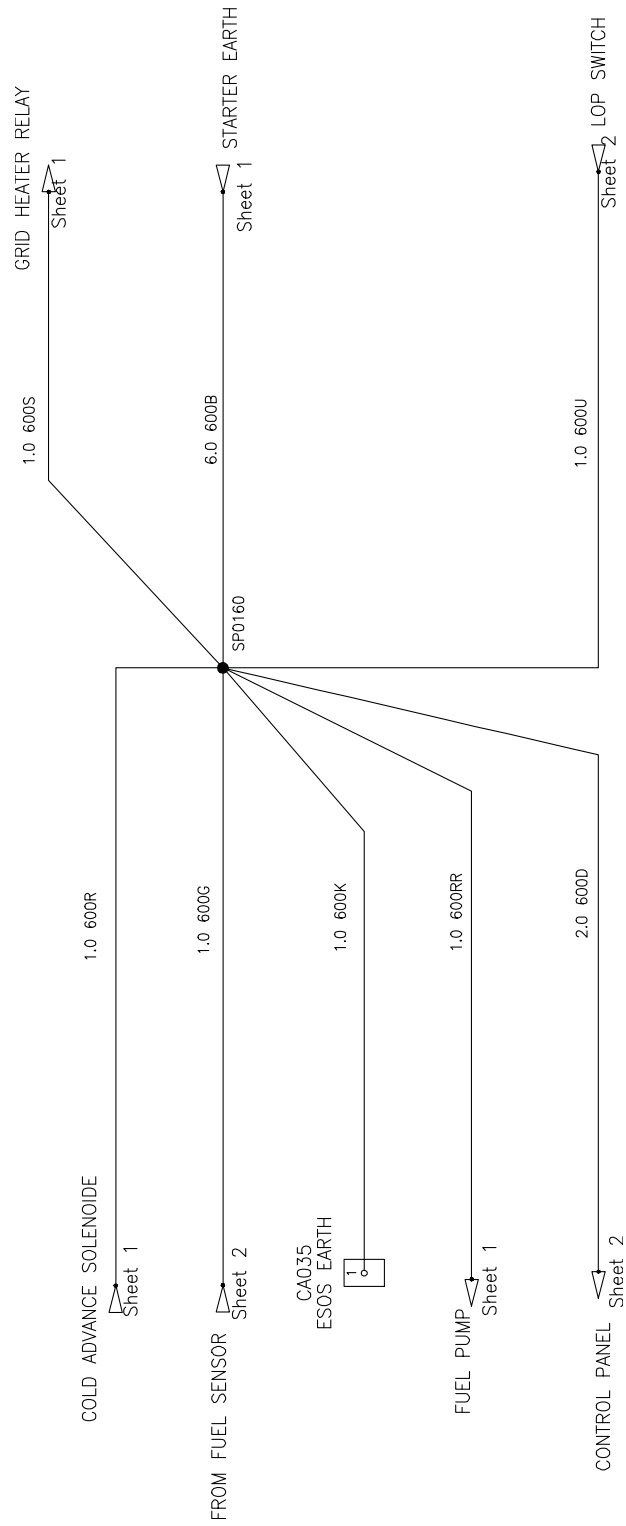 GRID HEATER RELAY
Sheet 1
1.0 600S
STARTER EARTH
Sheet 1
6.0 600B
LOP SWITCH
Sheet 2
1.0 600U
SP0160
1.0 600R
COLD ADVANCE SOLENOIDE
Sheet 1
1.0 600G
FROM FUEL SENSOR
Sheet 2
1.0 600K
CA035
ESOS EARTH
1
1.0 600RR
FUEL PUMP
Sheet 1
2.0 600D
CONTROL PANEL
Sheet 2